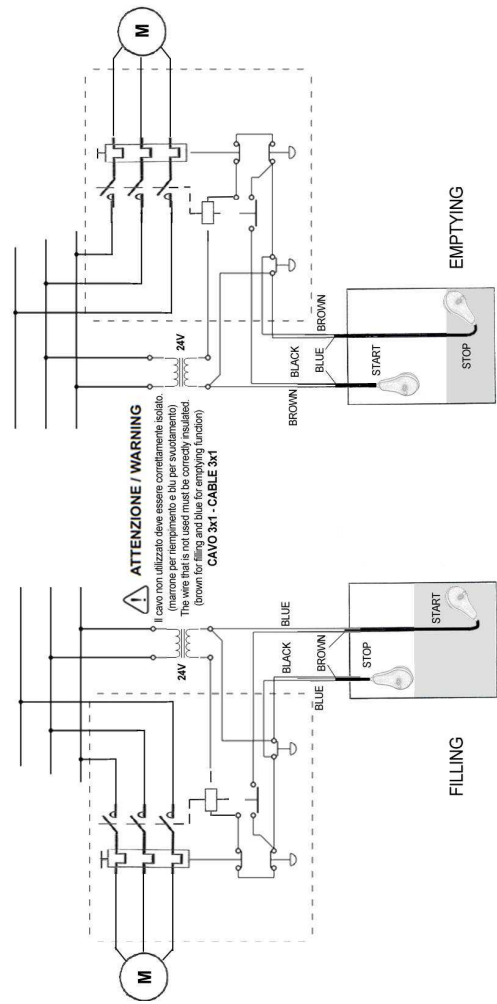 M
24V
BROWN
BLACK
BLUE
BROWN
START
STOP
EMPTYING
ATTENZIONE / WARNING
Il cavo non utilizzato deve essere correttamente isolato.
(marrone per riempimento e blu per svuotamento)
The wire that is not used must be correctly insulated.
(brown for filling and blue for emptying function)
CAVO 3x1 - CABLE 3x1
M
24V
BLUE
BLACK
BROWN
BLUE
STOP
START
FILLING